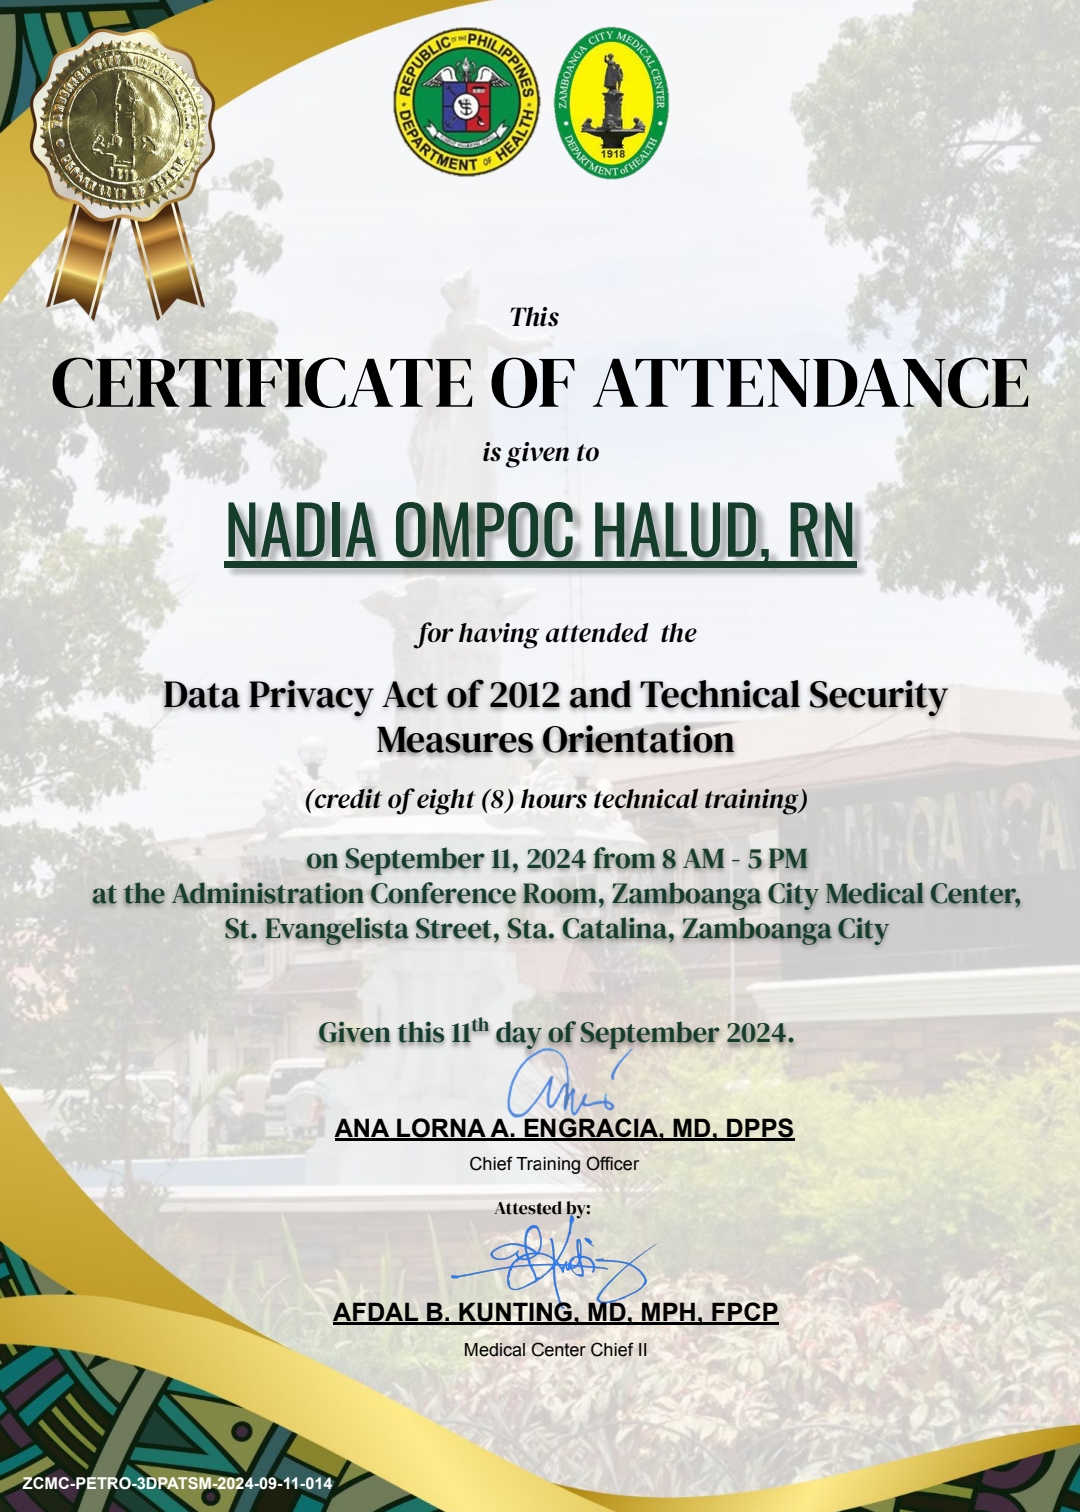 REPUBLIC OF THE PHILIPPINES
DEPARTMENT OF HEALTH
ZAMBOANGA CITY MEDICAL CENTER
1918
DEPARTMENT of HEALTH
This
CERTIFICATE OF ATTENDANCE
is given to
NADIA OMPOC HALUD, RN
for having attended the
Data Privacy Act of 2012 and Technical Security
Measures Orientation
(credit of eight (8) hours technical training)
on September 11, 2024 from 8 AM - 5 PM
at the Administration Conference Room, Zamboanga City Medical Center,
St. Evangelista Street, Sta. Catalina, Zamboanga City
Given this 11th day of September 2024.
ANA LORNA A. ENGRACIA, MD, DPPS
Chief Training Officer
Attested by:
AFDAL B. KUNTING, MD, MPH, FPCP
Medical Center Chief II
ZCMC-PETRO-3DPATSM-2024-09-11-014